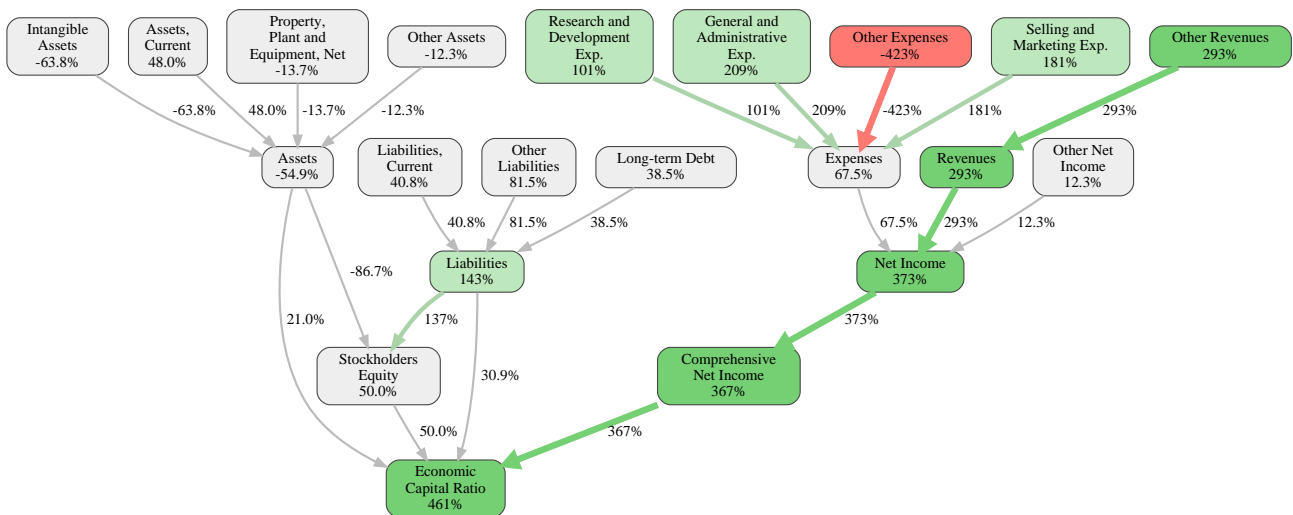 Intangible
Assets
-63.8%
Assets,
Current
48.0%
Property,
Plant and
Equipment, Net
-13.7%
Other Assets
-12.3%
Research and
Development
Exp.
101%
General and
Administrative
Exp.
209%
Other Expenses
-423%
Selling and
Marketing Exp.
181%
Other Revenues
293%
-63.8%
48.0%
-13.7%
-12.3%
101%
209%
-423%
181%
293%
Assets
-54.9%
Liabilities,
Current
40.8%
Other
Liabilities
81.5%
Long-term Debt
38.5%
Expenses
67.5%
Revenues
293%
Other Net
Income
12.3%
40.8%
81.5%
38.5%
67.5%
293%
12.3%
-86.7%
Liabilities
143%
Net Income
373%
21.0%
137%
373%
Stockholders
Equity
50.0%
30.9%
Comprehensive
Net Income
367%
50.0%
367%
Economic
Capital Ratio
461%